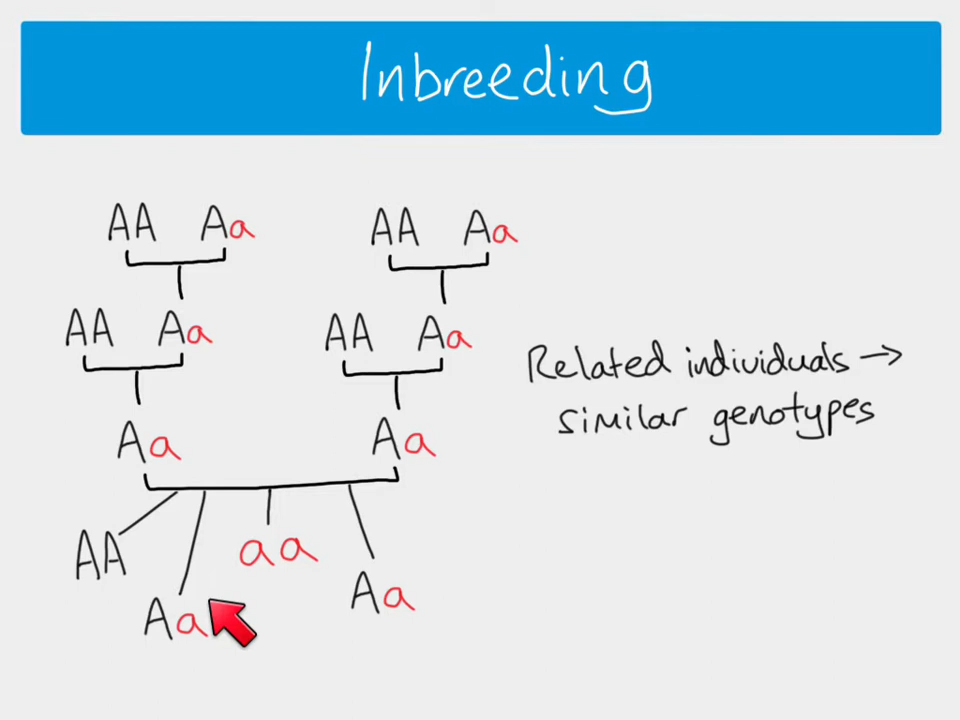 Inbreeding
AA Aa AA Aa
AA Aa AA Aa
Related individuals →
similar genotypes
Aa Aa
AA aa
Aa Aa